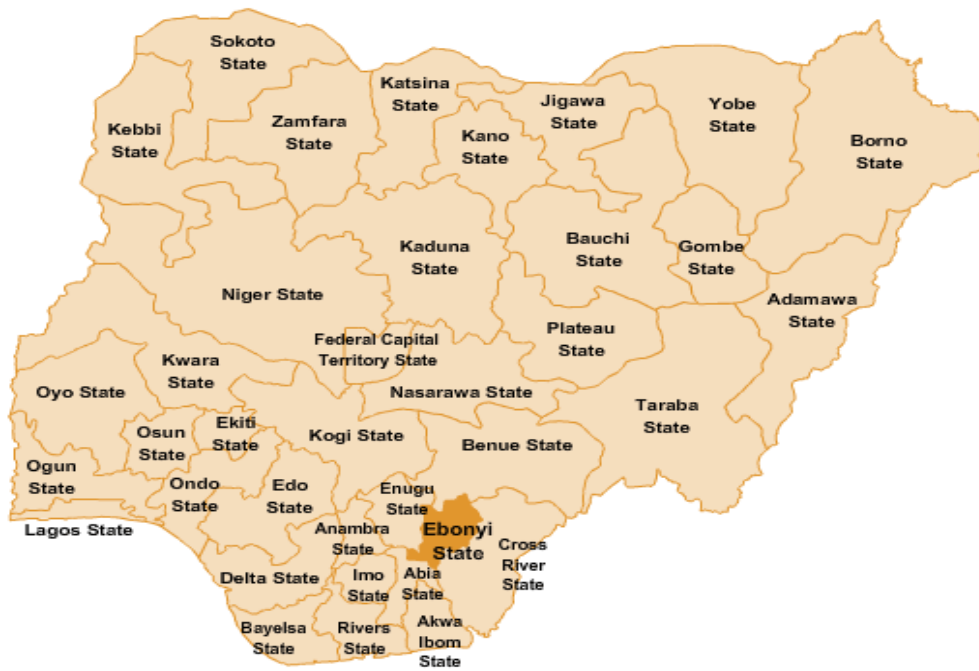 Sokoto
State
Katsina
State
Jigawa
State
Yobe
State
Kebbi
State
Zamfara
State
Kano
State
Borno
State
Kaduna
State
Bauchi
State
Gombe
State
Niger State
Adamawa
State
Federal Capital
Territory State
Plateau
State
Kwara
State
Oyo State
Nasarawa State
Taraba
State
Osun
State
Ekiti
State
Kogi State
Benue State
Ogun
State
Ondo
State
Edo
State
Enugu
State
Lagos State
Anambra
State
Ebonyi
State
Cross
River
State
Delta State
Imo
State
Abia
State
Bayelsa
State
Rivers
State
Akwa
Ibom
State